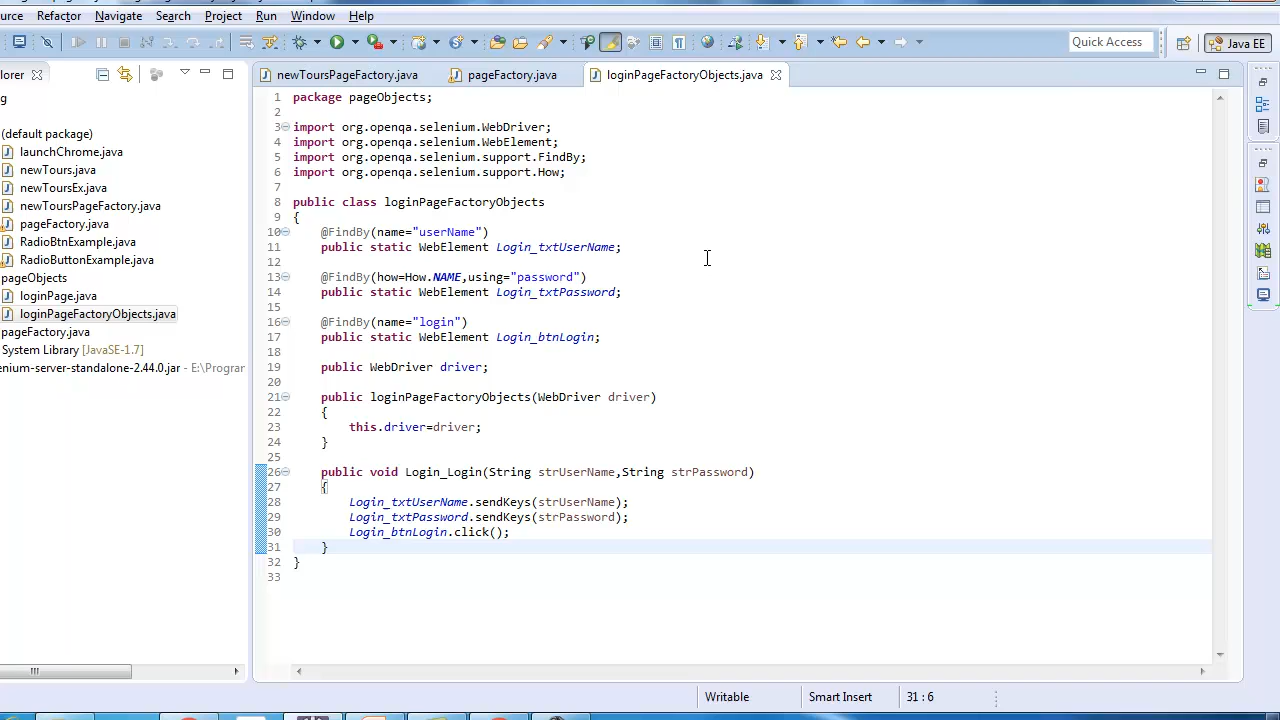 ource Refactor Navigate Search Project Run Window Help
Quick Access
Java EE
orer
newToursPageFactory.java
pageFactory.java
loginPageFactoryObjects.java
g
(default package)
launchChrome.java
newTours.java
newToursEx.java
newToursPageFactory.java
pageFactory.java
RadioBtnExample.java
RadioButtonExample.java
pageObjects
loginPage.java
loginPageFactoryObjects.java
pageFactory.java
System Library [JavaSE-1.7]
enium-server-standalone-2.44.0.jar - E:\Prograr
1 package pageObjects;
2
3 import org.openqa.selenium.WebDriver;
4 import org.openqa.selenium.WebElement;
5 import org.openqa.selenium.support.FindBy;
6 import org.openqa.selenium.support.How;
7
8 public class loginPageFactoryObjects
9 {
10 @FindBy(name="userName")
11 public static WebElement Login_txtUserName;
12
13 @FindBy(how=How.NAME,using="password")
14 public static WebElement Login_txtPassword;
15
16 @FindBy(name="login")
17 public static WebElement Login_btnLogin;
18
19 public WebDriver driver;
20
21 public loginPageFactoryObjects(WebDriver driver)
22 {
23 this.driver=driver;
24 }
25
26 public void Login_Login(String strUserName,String strPassword)
27 {
28 Login_txtUserName.sendKeys(strUserName);
29 Login_txtPassword.sendKeys(strPassword);
30 Login_btnLogin.click();
31 }
32 }
33
Writable
Smart Insert
31 : 6